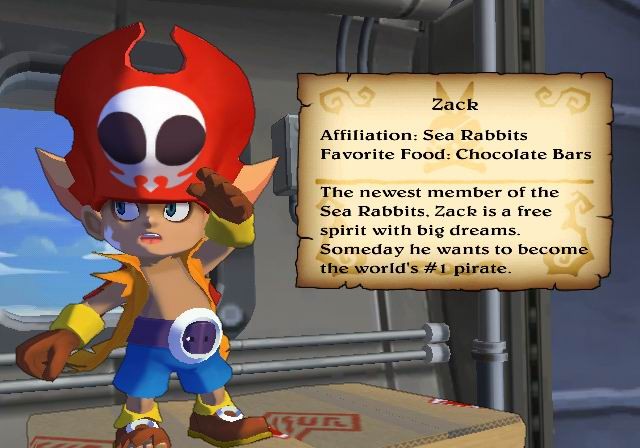 Zack
Affiliation: Sea Rabbits
Favorite Food: Chocolate Bars
The newest member of the
Sea Rabbits, Zack is a free
spirit with big dreams.
Someday he wants to become
the world's #1 pirate.